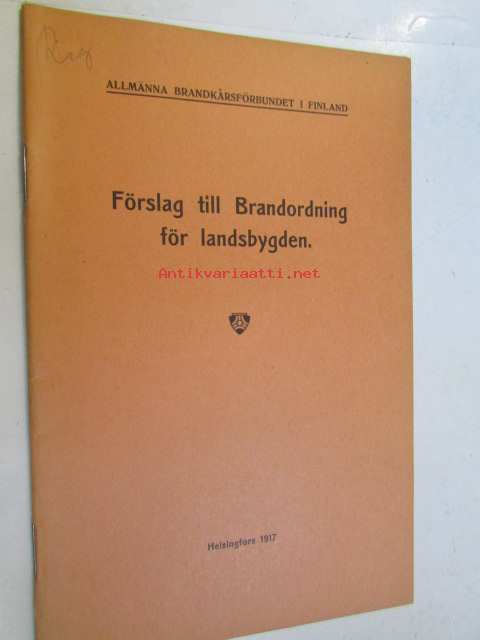 ALLMÄNNA BRANDKÅRSFÖRBUNDET I FINLAND
Förslag till Brandordning
för landsbygden.
Antikvariaatti.net
Helsingfors 1917